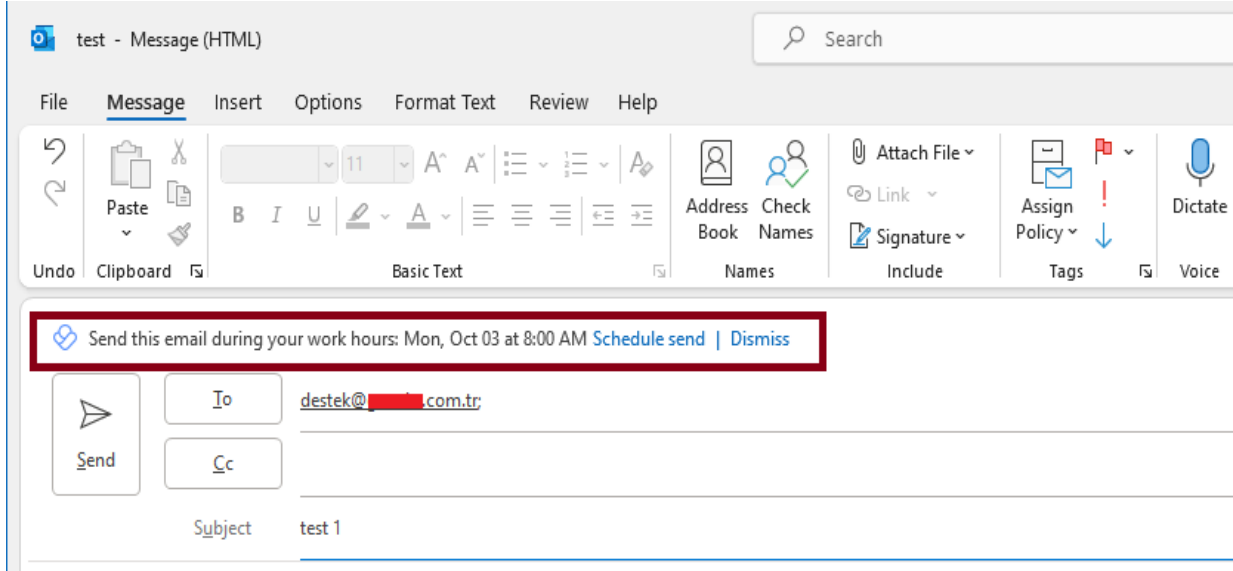 test - Message (HTML)
Search
File Message Insert Options Format Text Review Help
Paste
11
B I U A
Address Book
Check Names
Attach File
Link
Signature
Assign Policy
Dictate
Undo Clipboard Basic Text Names Include Tags Voice
Send this email during your work hours: Mon, Oct 03 at 8:00 AM Schedule send | Dismiss
Send
To destek@ .com.tr;
Cc
Subject test 1